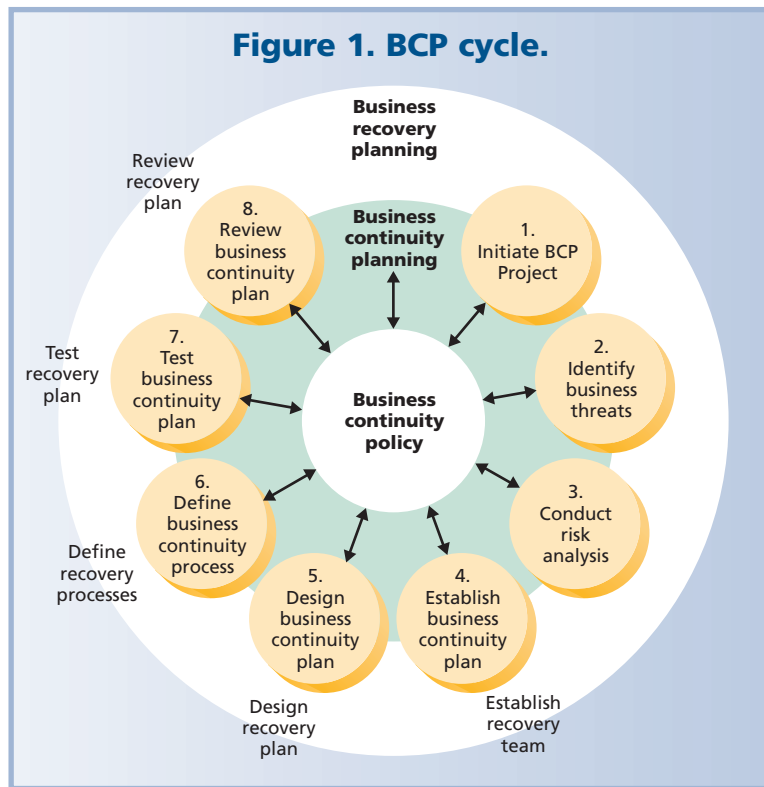 Figure 1. BCP cycle.
Business
recovery
planning
Review
recovery
plan
8.
Review
business
continuity
plan
Business
continuity
planning
1.
Initiate BCP
Project
2.
Identify
business
threats
3.
Conduct
risk
analysis
4.
Establish
business
continuity
plan
Establish
recovery
team
5.
Design
business
continuity
plan
Design
recovery
plan
6.
Define
business
continuity
process
Define
recovery
processes
7.
Test
business
continuity
plan
Test
recovery
plan
Business
continuity
policy